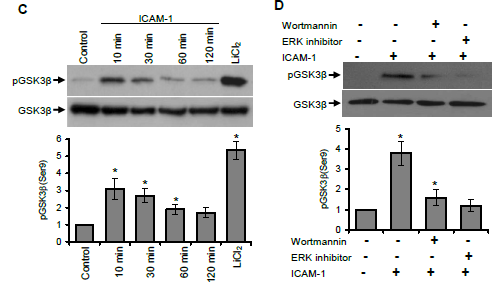 C
ICAM-1
Control
10 min
30 min
60 min
120 min
LiCl2
pGSK3β
GSK3β
pGSK3β(Ser9)
6
5
4
3
2
1
0
* * * *
Control
10 min
30 min
60 min
120 min
LiCl2
D
Wortmannin - - + -
ERK inhibitor - - - +
ICAM-1 - + + +
pGSK3β
GSK3β
pGSK3β(Ser9)
5
4
3
2
1
0
* *
Wortmannin - - + -
ERK inhibitor - - - +
ICAM-1 - + + +